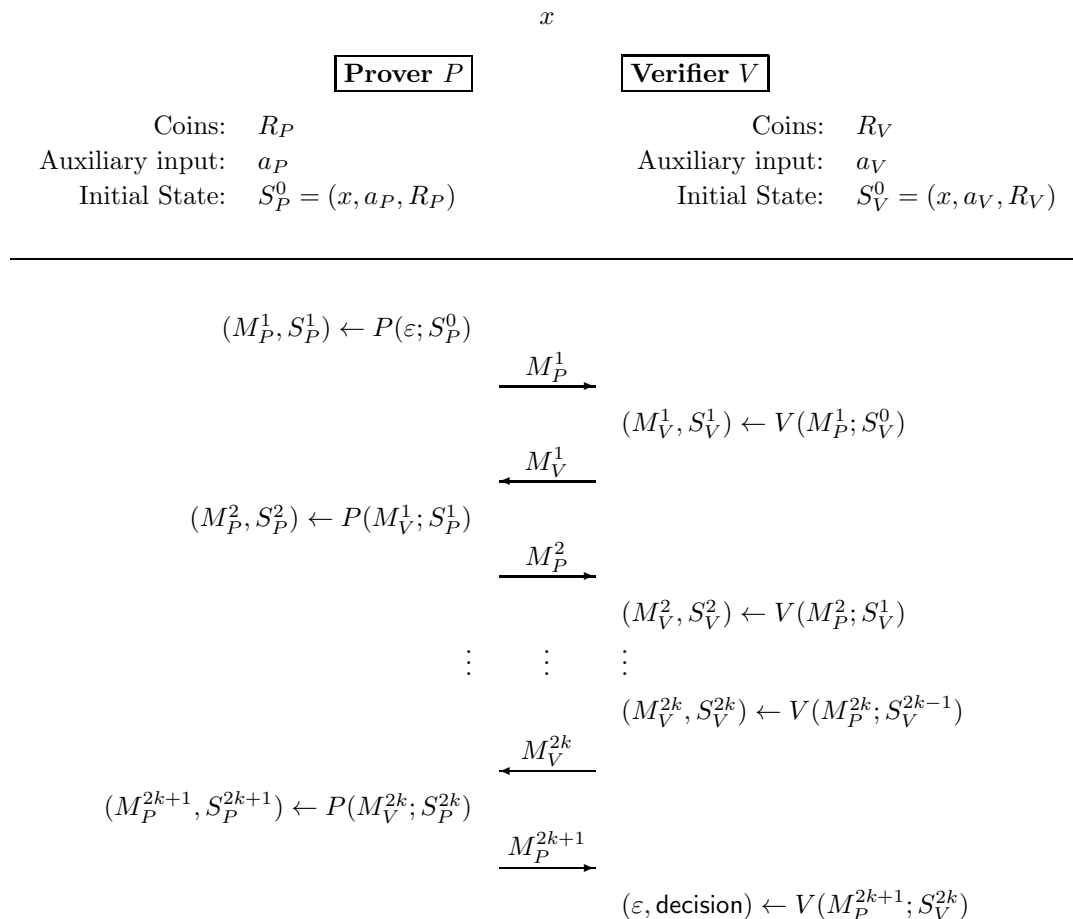 x
Prover P Verifier V
Coins: R_P Coins: R_V
Auxiliary input: a_P Auxiliary input: a_V
Initial State: S_P^0 = (x, a_P, R_P) Initial State: S_V^0 = (x, a_V, R_V)
(M_P^1, S_P^1) ← P(ε; S_P^0)
M_P^1
(M_V^1, S_V^1) ← V(M_P^1; S_V^0)
M_V^1
(M_P^2, S_P^2) ← P(M_V^1; S_P^1)
M_P^2
(M_V^2, S_V^2) ← V(M_P^2; S_V^1)
⋮ ⋮ ⋮
(M_V^{2k}, S_V^{2k}) ← V(M_P^{2k}; S_V^{2k−1})
M_V^{2k}
(M_P^{2k+1}, S_P^{2k+1}) ← P(M_V^{2k}; S_P^{2k})
M_P^{2k+1}
(ε, decision) ← V(M_P^{2k+1}; S_V^{2k})